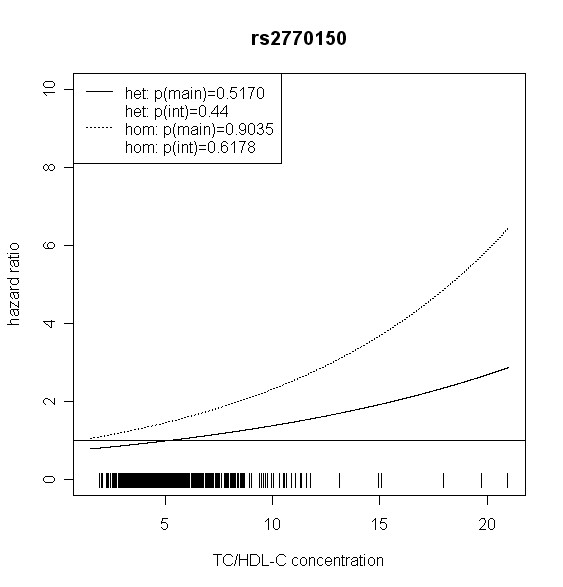 rs2770150
het: p(main)=0.5170
het: p(int)=0.44
hom: p(main)=0.9035
hom: p(int)=0.6178
hazard ratio
10
8
6
4
2
0
5 10 15 20
TC/HDL-C concentration